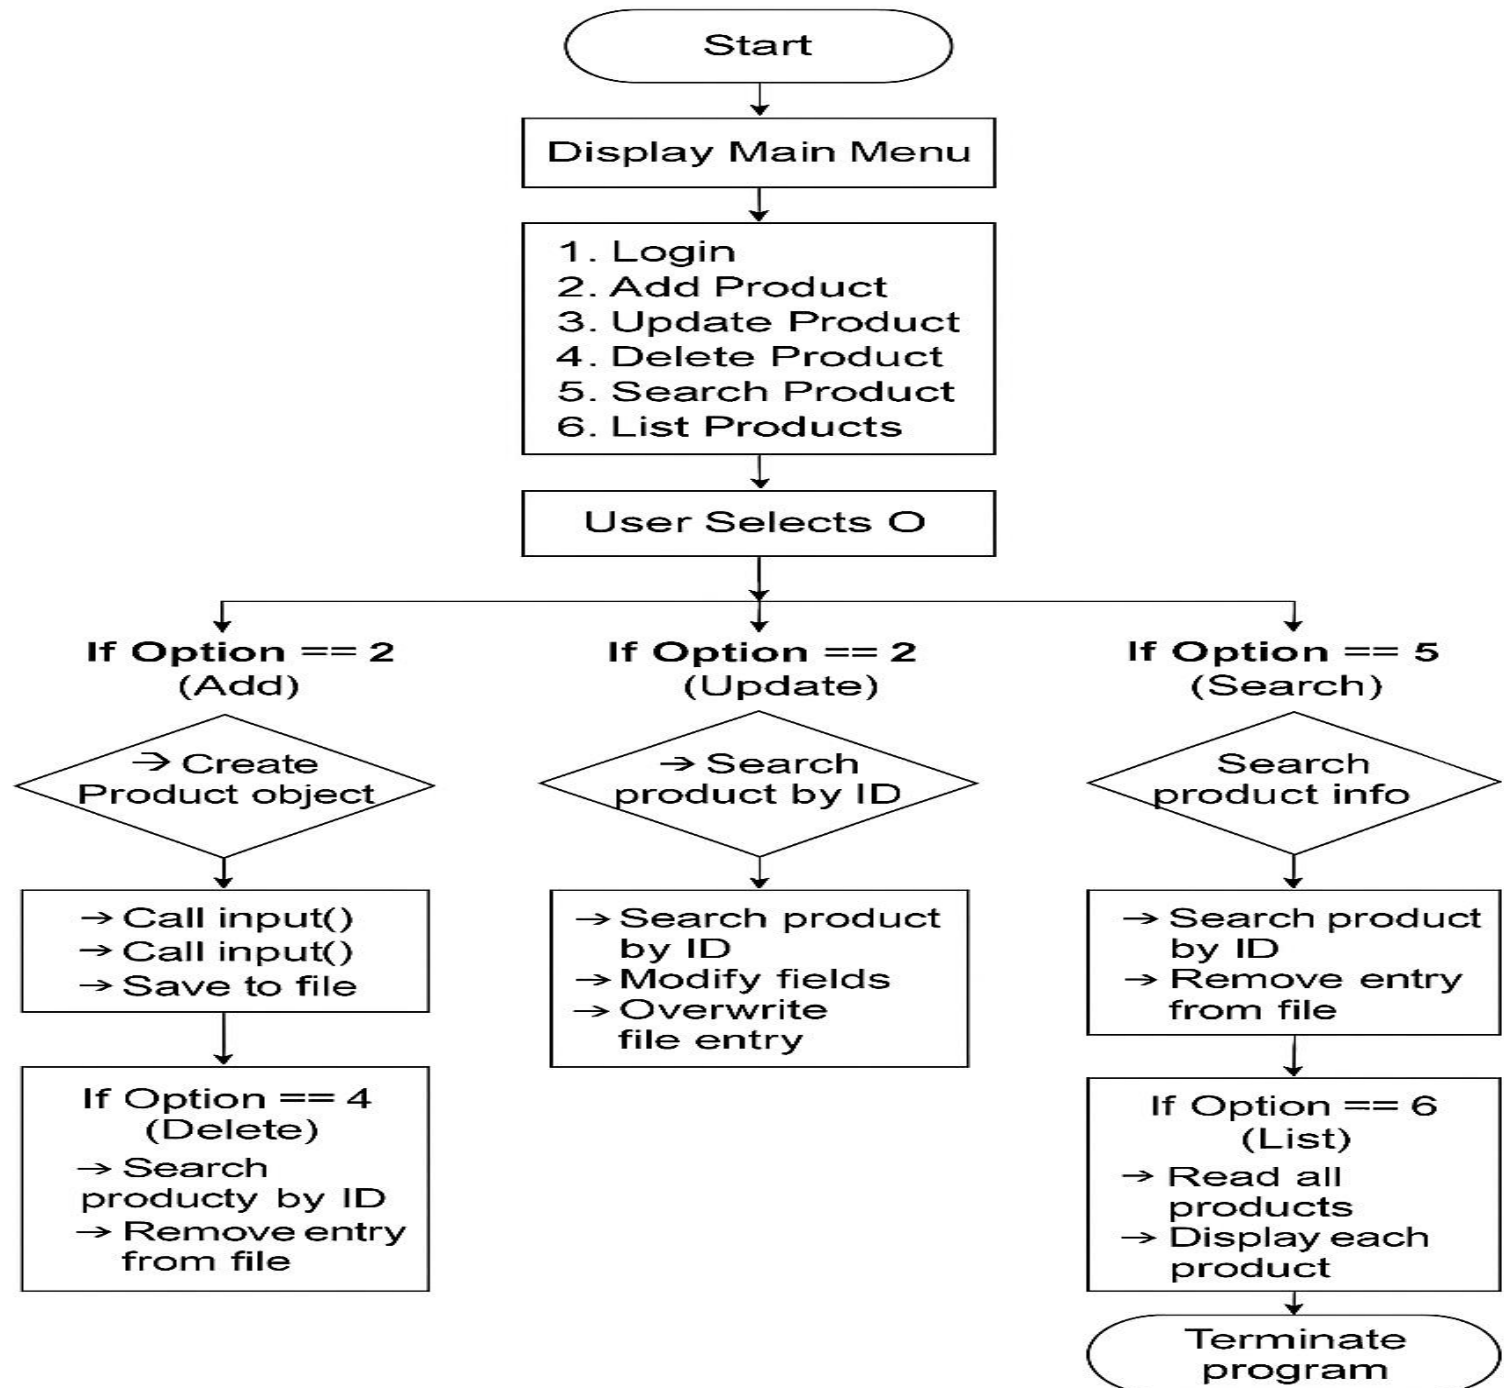 Start
Display Main Menu
1. Login
2. Add Product
3. Update Product
4. Delete Product
5. Search Product
6. List Products
User Selects O
If Option == 2
(Add)
→ Create
Product object
→ Call input()
→ Call input()
→ Save to file
If Option == 4
(Delete)
→ Search
producty by ID
→ Remove entry
from file
If Option == 2
(Update)
→ Search
product by ID
→ Search product
by ID
→ Modify fields
→ Overwrite
file entry
If Option == 5
(Search)
Search
product info
→ Search product
by ID
→ Remove entry
from file
If Option == 6
(List)
→ Read all
products
→ Display each
product
Terminate
program